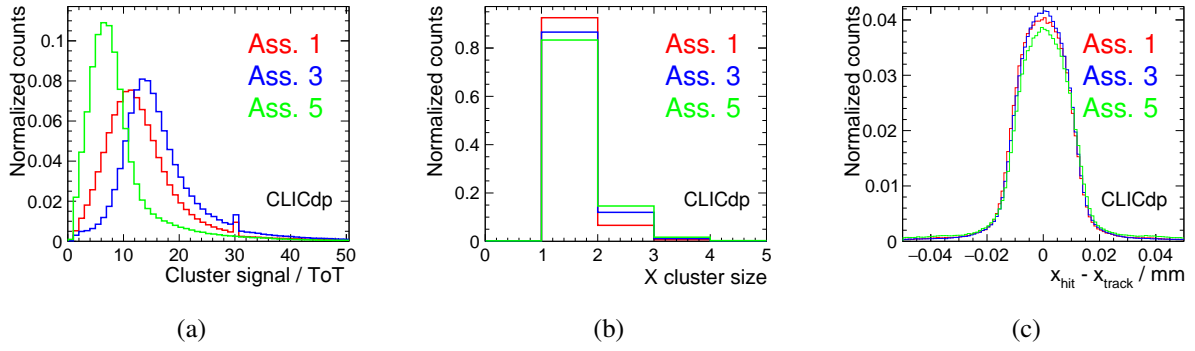 Normalized counts
0.1
0.08
0.06
0.04
0.02
0
0 10 20 30 40 50
Cluster signal / ToT
Ass. 1
Ass. 3
Ass. 5
CLICdp
(a)
Normalized counts
0.8
0.6
0.4
0.2
0
0 1 2 3 4 5
X cluster size
Ass. 1
Ass. 3
Ass. 5
CLICdp
(b)
Normalized counts
0.04
0.03
0.02
0.01
0
−0.04 −0.02 0 0.02 0.04
x_hit - x_track / mm
Ass. 1
Ass. 3
Ass. 5
CLICdp
(c)